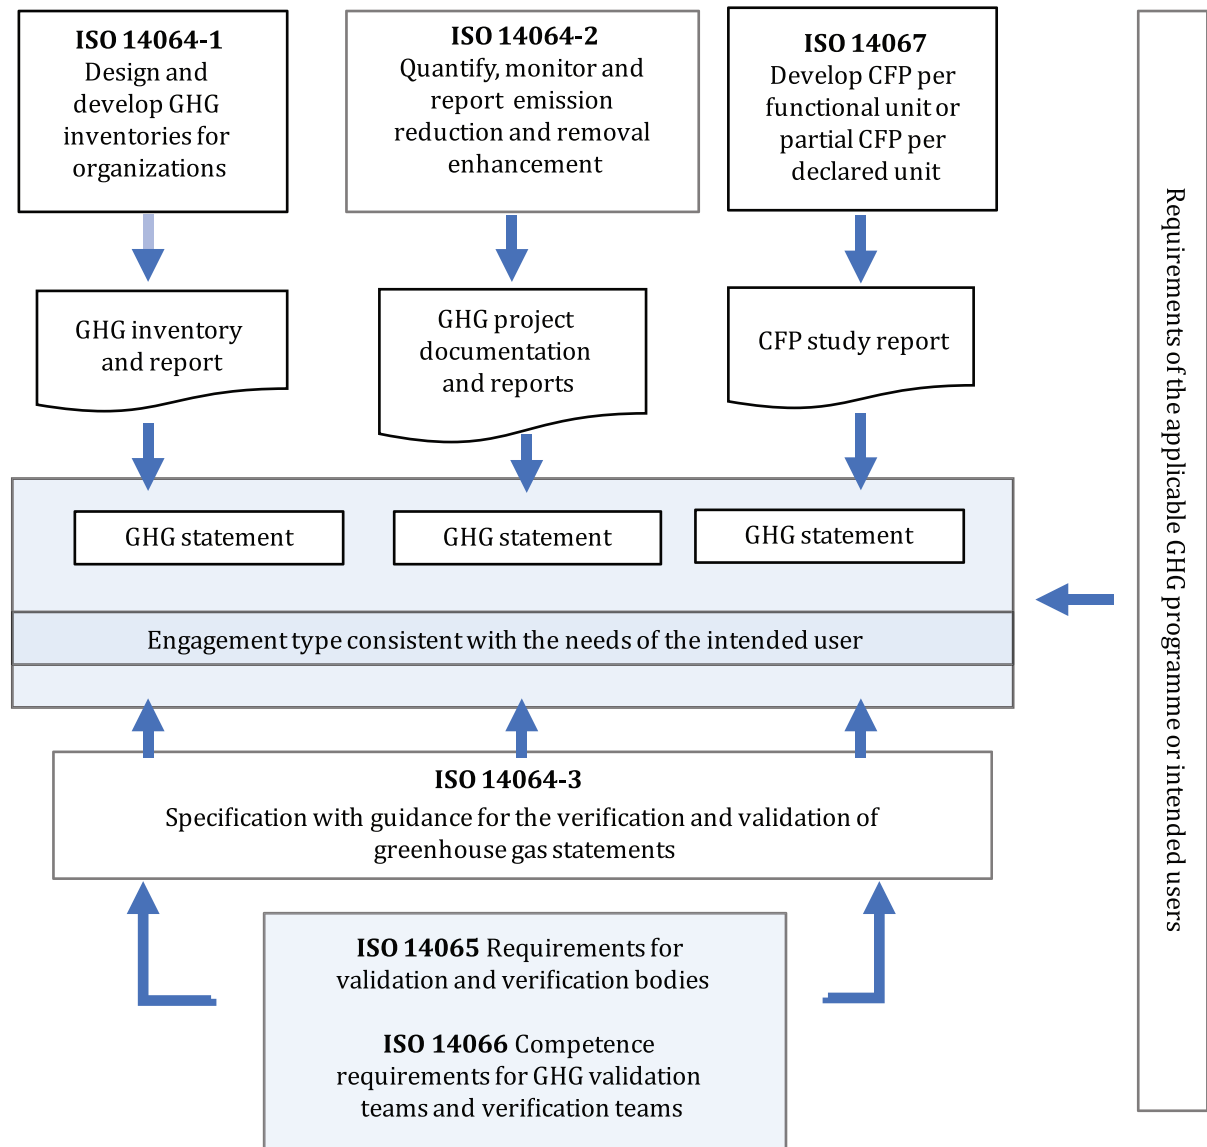 ISO 14064-1
Design and
develop GHG
inventories for
organizations
ISO 14064-2
Quantify, monitor and
report emission
reduction and removal
enhancement
ISO 14067
Develop CFP per
functional unit or
partial CFP per
declared unit
GHG inventory
and report
GHG project
documentation
and reports
CFP study report
GHG statement
GHG statement
GHG statement
Engagement type consistent with the needs of the intended user
ISO 14064-3
Specification with guidance for the verification and validation of
greenhouse gas statements
ISO 14065 Requirements for
validation and verification bodies
ISO 14066 Competence
requirements for GHG validation
teams and verification teams
Requirements of the applicable GHG programme or intended users